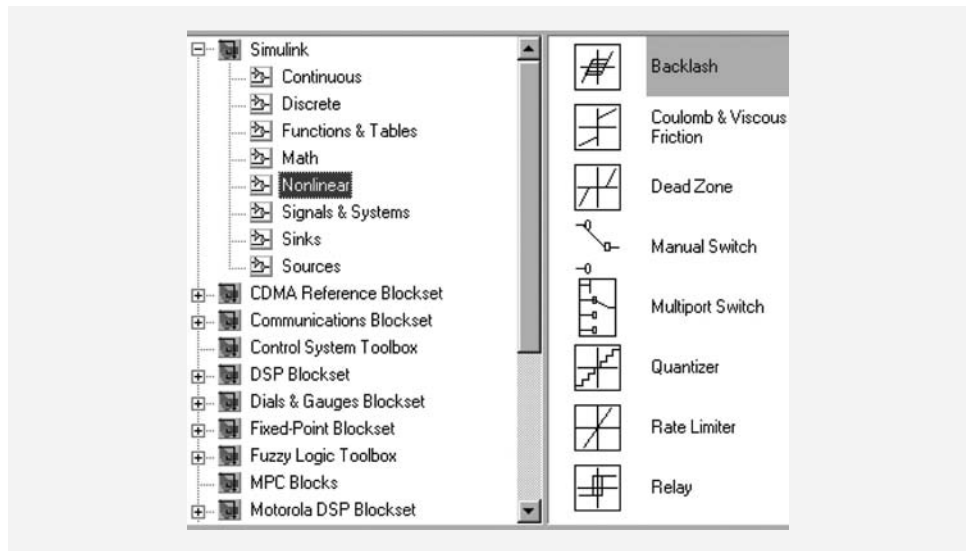 Simulink
Continuous
Discrete
Functions & Tables
Math
Nonlinear
Signals & Systems
Sinks
Sources
CDMA Reference Blockset
Communications Blockset
Control System Toolbox
DSP Blockset
Dials & Gauges Blockset
Fixed-Point Blockset
Fuzzy Logic Toolbox
MPC Blocks
Motorola DSP Blockset
Backlash
Coulomb & Viscous
Friction
Dead Zone
Manual Switch
Multiport Switch
Quantizer
Rate Limiter
Relay